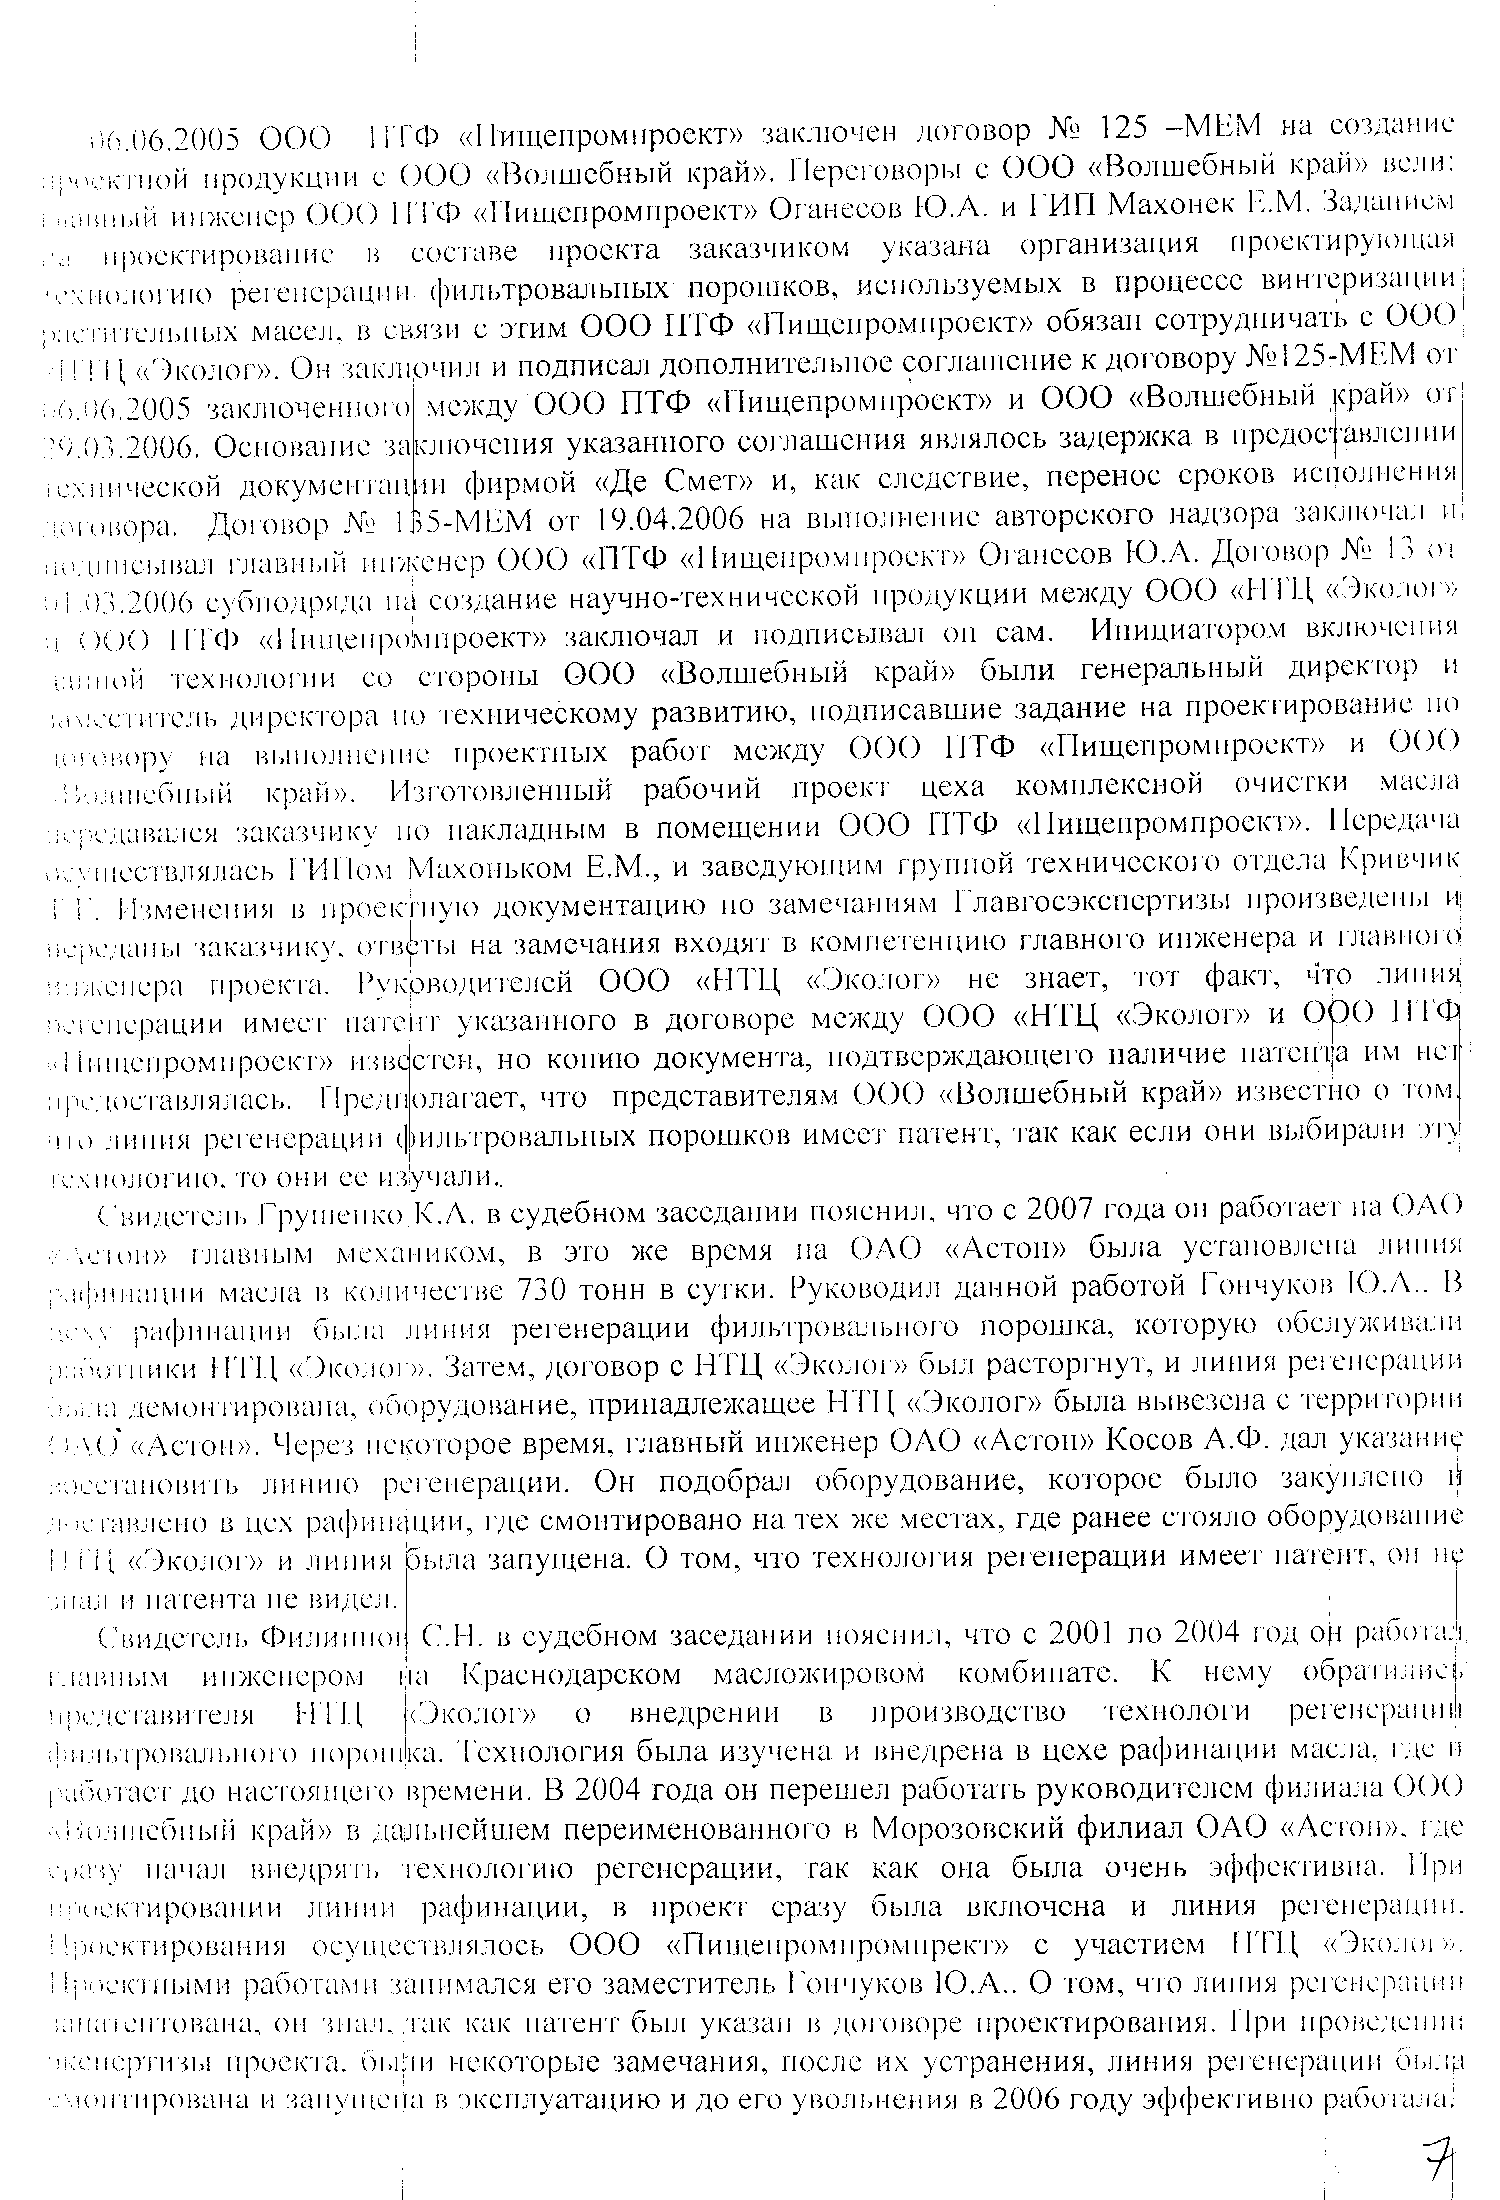 06.06.2005 ООО ПТФ «Пищепромпроект» заключен договор № 125 –МЕМ на создание
проектной продукции с ООО «Волшебный край». Переговоры с ООО «Волшебный край» вели:
главный инженер ООО ПТФ «Пищепромпроект» Оганесов Ю.А. и ГИП Махонек Е.М. Заданием
на проектирование в составе проекта заказчиком указана организация проектирующая
технологию регенерации фильтровальных порошков, используемых в процессе винтеризации
растительных масел, в связи с этим ООО ПТФ «Пищепромпроект» обязан сотрудничать с ООО
«НТЦ «Эколог». Он заключил и подписал дополнительное соглашение к договору №125-МЕМ от
06.06.2005 заключенного между ООО ПТФ «Пищепромпроект» и ООО «Волшебный край» от
29.03.2006. Основание заключения указанного соглашения являлось задержка в предоставлении
технической документации фирмой «Де Смет» и, как следствие, перенос сроков исполнения
договора. Договор № 135-МЕМ от 19.04.2006 на выполнение авторского надзора заключал и
подписывал главный инженер ООО «ПТФ «Пищепромпроект» Оганесов Ю.А. Договор № 13 от
01.03.2006 субподряда на создание научно-технической продукции между ООО «НТЦ «Эколог»
и ООО ПТФ «Пищепромпроект» заключал и подписывал он сам. Инициатором включения
данной технологии со стороны ООО «Волшебный край» были генеральный директор и
заместитель директора по техническому развитию, подписавшие задание на проектирование по
договору на выполнение проектных работ между ООО ПТФ «Пищепромпроект» и ООО
«Волшебный край». Изготовленный рабочий проект цеха комплексной очистки масла
передавался заказчику по накладным в помещении ООО ПТФ «Пищепромпроект». Передача
осуществлялась ГИПом Махоньком Е.М., и заведующим группой технического отдела Кривчик
Г.Г. Изменения в проектную документацию по замечаниям Главгосэкспертизы произведены и
переданы заказчику, ответы на замечания входят в компетенцию главного инженера и главного
инженера проекта. Руководителей ООО «НТЦ «Эколог» не знает, тот факт, что линия
регенерации имеет патент указанного в договоре между ООО «НТЦ «Эколог» и ООО ПТФ
«Пищепромпроект» известен, но копию документа, подтверждающего наличие патента им нет
предоставлялась. Предполагает, что представителям ООО «Волшебный край» известно о том,
что линия регенерации фильтровальных порошков имеет патент, так как если они выбирали эту
технологию, то они ее изучали..
Свидетель Грушенко К.А. в судебном заседании пояснил, что с 2007 года он работает на ОАО
«Астон» главным механиком, в это же время на ОАО «Астон» была установлена линия
рафинации масла в количестве 730 тонн в сутки. Руководил данной работой Гончуков Ю.А.. В
цеху рафинации была линия регенерации фильтровального порошка, которую обслуживали
работники НТЦ «Эколог». Затем, договор с НТЦ «Эколог» был расторгнут, и линия регенерации
была демонтирована, оборудование, принадлежащее НТЦ «Эколог» была вывезена с территории
ОАО «Астон». Через некоторое время, главный инженер ОАО «Астон» Косов А.Ф. дал указание
восстановить линию регенерации. Он подобрал оборудование, которое было закуплено и
доставлено в цех рафинации, где смонтировано на тех же местах, где ранее стояло оборудование
НТЦ «Эколог» и линия была запущена. О том, что технология регенерации имеет патент, он не
знал и патента не видел.
Свидетель Филиппов С.Н. в судебном заседании пояснил, что с 2001 по 2004 год он работал
главным инженером на Краснодарском масложировом комбинате. К нему обратились
представителя НТЦ «Эколог» о внедрении в производство технологи регенерации
фильтровального порошка. Технология была изучена и внедрена в цехе рафинации масла, где и
работает до настоящего времени. В 2004 года он перешел работать руководителем филиала ООО
«Волшебный край» в дальнейшем переименованного в Морозовский филиал ОАО «Астон», где
сразу начал внедрять технологию регенерации, так как она была очень эффективна. При
проектировании линии рафинации, в проект сразу была включена и линия регенерации.
Проектирования осуществлялось ООО «Пищепромпромпрект» с участием НТЦ «Эколог».
Проектными работами занимался его заместитель Гончуков Ю.А.. О том, что линия регенерации
запатентована, он знал, так как патент был указан в договоре проектирования. При проведении
экспертизы проекта, были некоторые замечания, после их устранения, линия регенерации была
смонтирована и запущена в эксплуатацию и до его увольнения в 2006 году эффективно работала.
7